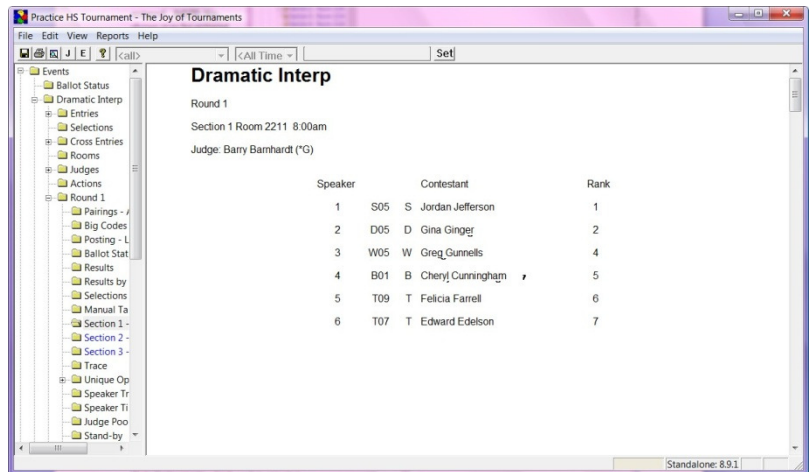 Practice HS Tournament - The Joy of Tournaments
File Edit View Reports Help
J E ? <all> <All Time Set
Events
Ballot Status
Dramatic Interp
Entries
Selections
Cross Entries
Rooms
Judges
Actions
Round 1
Pairings -
Big Codes
Posting - L
Ballot Stat
Results
Results by
Selections
Manual Ta
Section 1 -
Section 2 -
Section 3 -
Trace
Unique Op
Speaker Tr
Speaker Ti
Judge Poo
Stand-by
Dramatic Interp
Round 1
Section 1 Room 2211 8:00am
Judge: Barry Barnhardt (*G)
Speaker Contestant Rank
1 S05 S Jordan Jefferson 1
2 D05 D Gina Ginger 2
3 W05 W Greg Gunnells 4
4 B01 B Cheryl Cunningham , 5
5 T09 T Felicia Farrell 6
6 T07 T Edward Edelson 7
Standalone: 8.9.1